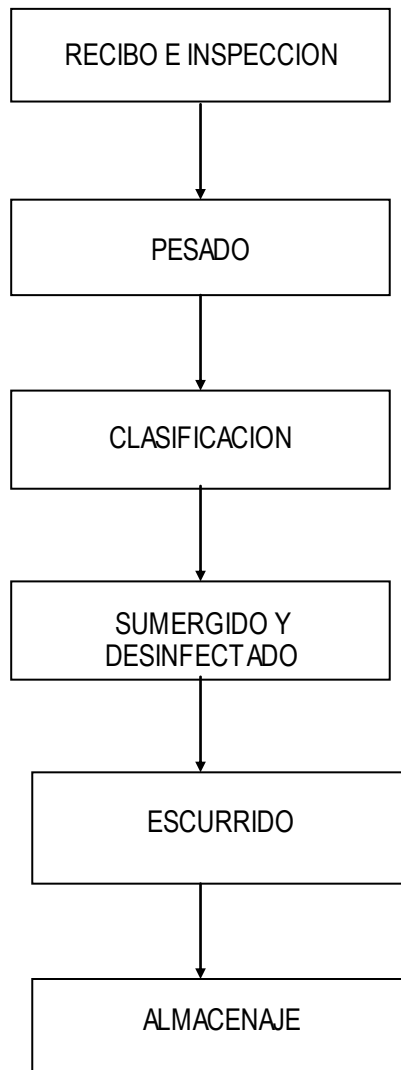 RECIBO E INSPECCION
PESADO
CLASIFICACION
SUMERGIDO Y
DESINFECTADO
ESCURRIDO
ALMACENAJE